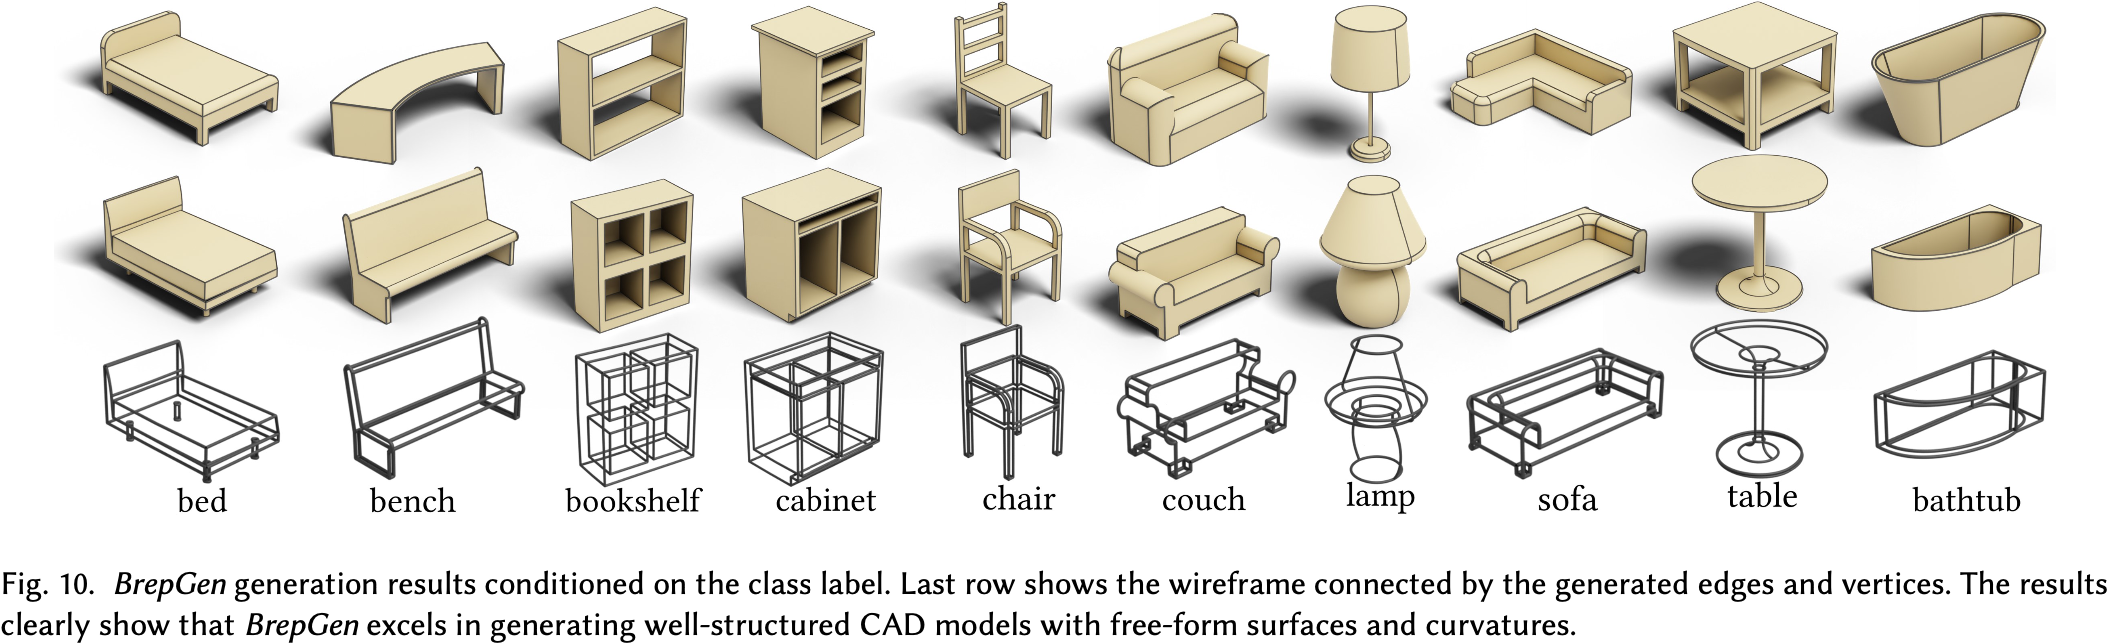 bed bench bookshelf cabinet chair couch lamp sofa table bathtub
Fig. 10. BrepGen generation results conditioned on the class label. Last row shows the wireframe connected by the generated edges and vertices. The results
clearly show that BrepGen excels in generating well-structured CAD models with free-form surfaces and curvatures.